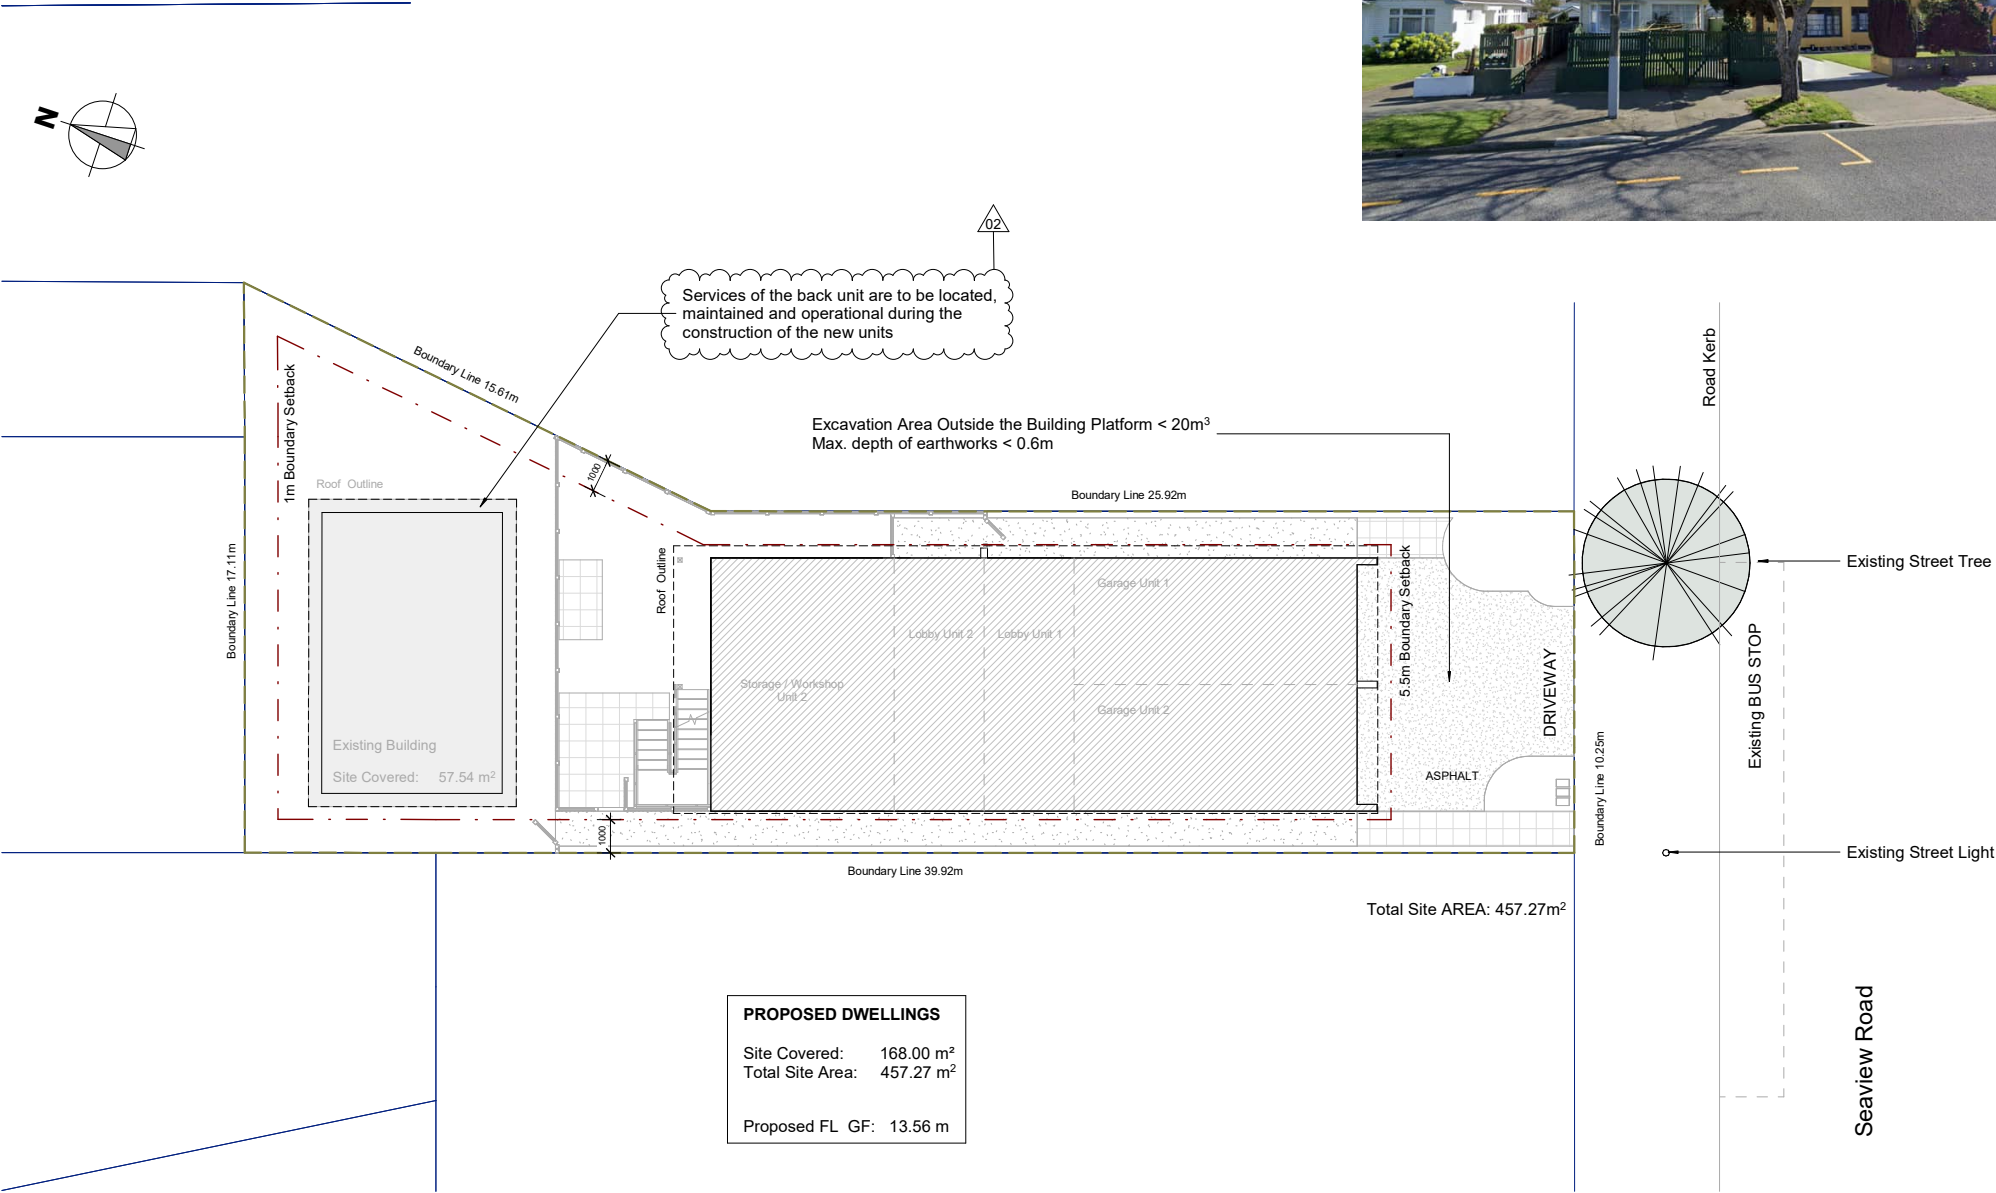 N
02
Services of the back unit are to be located,
maintained and operational during the
construction of the new units
Boundary Line 15.61m
1m Boundary Setback
Road Kerb
Excavation Area Outside the Building Platform < 20m³
Max. depth of earthworks < 0.6m
1000
Roof Outline
Boundary Line 25.92m
Boundary Line 17.11m
Roof Outline
Garage Unit 1
5.5m Boundary Setback
Existing Street Tree
Lobby Unit 2
Lobby Unit 1
Storage / Workshop
Unit 2
Garage Unit 2
DRIVEWAY
Existing BUS STOP
Existing Building
Site Covered: 57.54 m²
ASPHALT
Boundary Line 10.25m
1000
Existing Street Light
Boundary Line 39.92m
Total Site AREA: 457.27m²
Seaview Road
PROPOSED DWELLINGS
Site Covered: 168.00 m²
Total Site Area: 457.27 m²
Proposed FL GF: 13.56 m